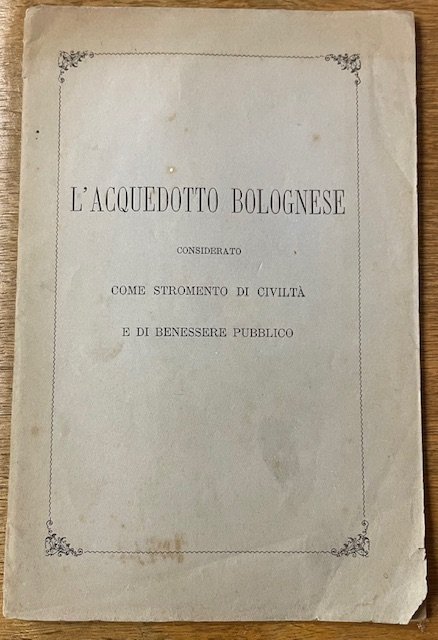 L'ACQUEDOTTO BOLOGNESE
CONSIDERATO
COME STROMENTO DI CIVILTÀ
E DI BENESSERE PUBBLICO